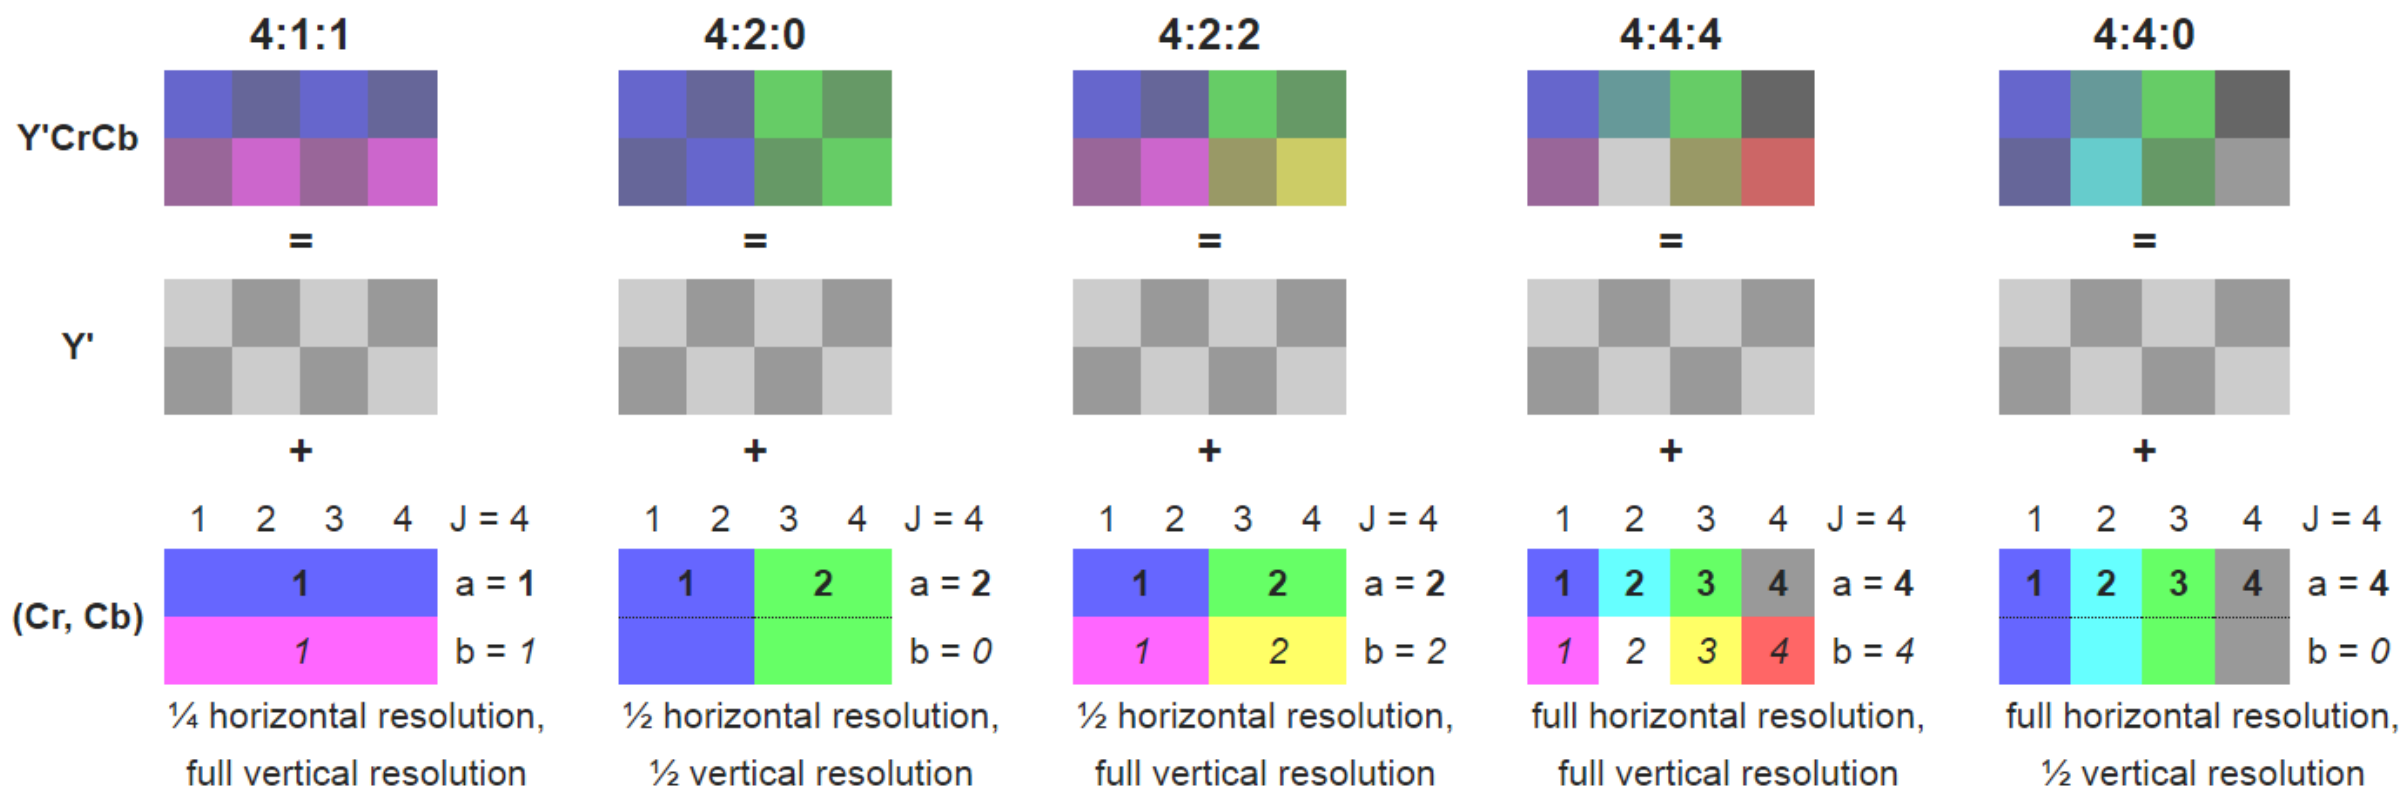 4:1:1 4:2:0 4:2:2 4:4:4 4:4:0
Y'CrCb
= = = = =
Y'
+ + + + +
1 2 3 4 J = 4 1 2 3 4 J = 4 1 2 3 4 J = 4 1 2 3 4 J = 4 1 2 3 4 J = 4
1 a = 1 1 2 a = 2 1 2 a = 2 1 2 3 4 a = 4 1 2 3 4 a = 4
(Cr, Cb)
1 b = 1 b = 0 1 2 b = 2 1 2 3 4 b = 4 b = 0
¼ horizontal resolution, ½ horizontal resolution, ½ horizontal resolution, full horizontal resolution, full horizontal resolution,
full vertical resolution ½ vertical resolution full vertical resolution full vertical resolution ½ vertical resolution